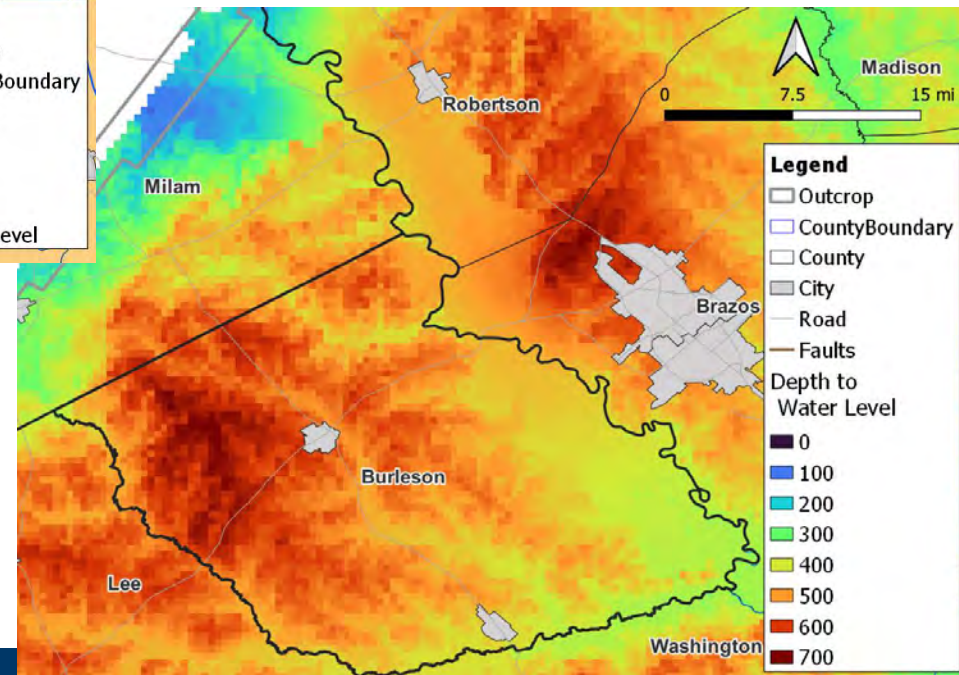 Boundary
evel
0 7.5 15 mi
Madison
Robertson
Milam
Brazos
Burleson
Lee
Washington
Legend
Outcrop
CountyBoundary
County
City
Road
Faults
Depth to
Water Level
0
100
200
300
400
500
600
700